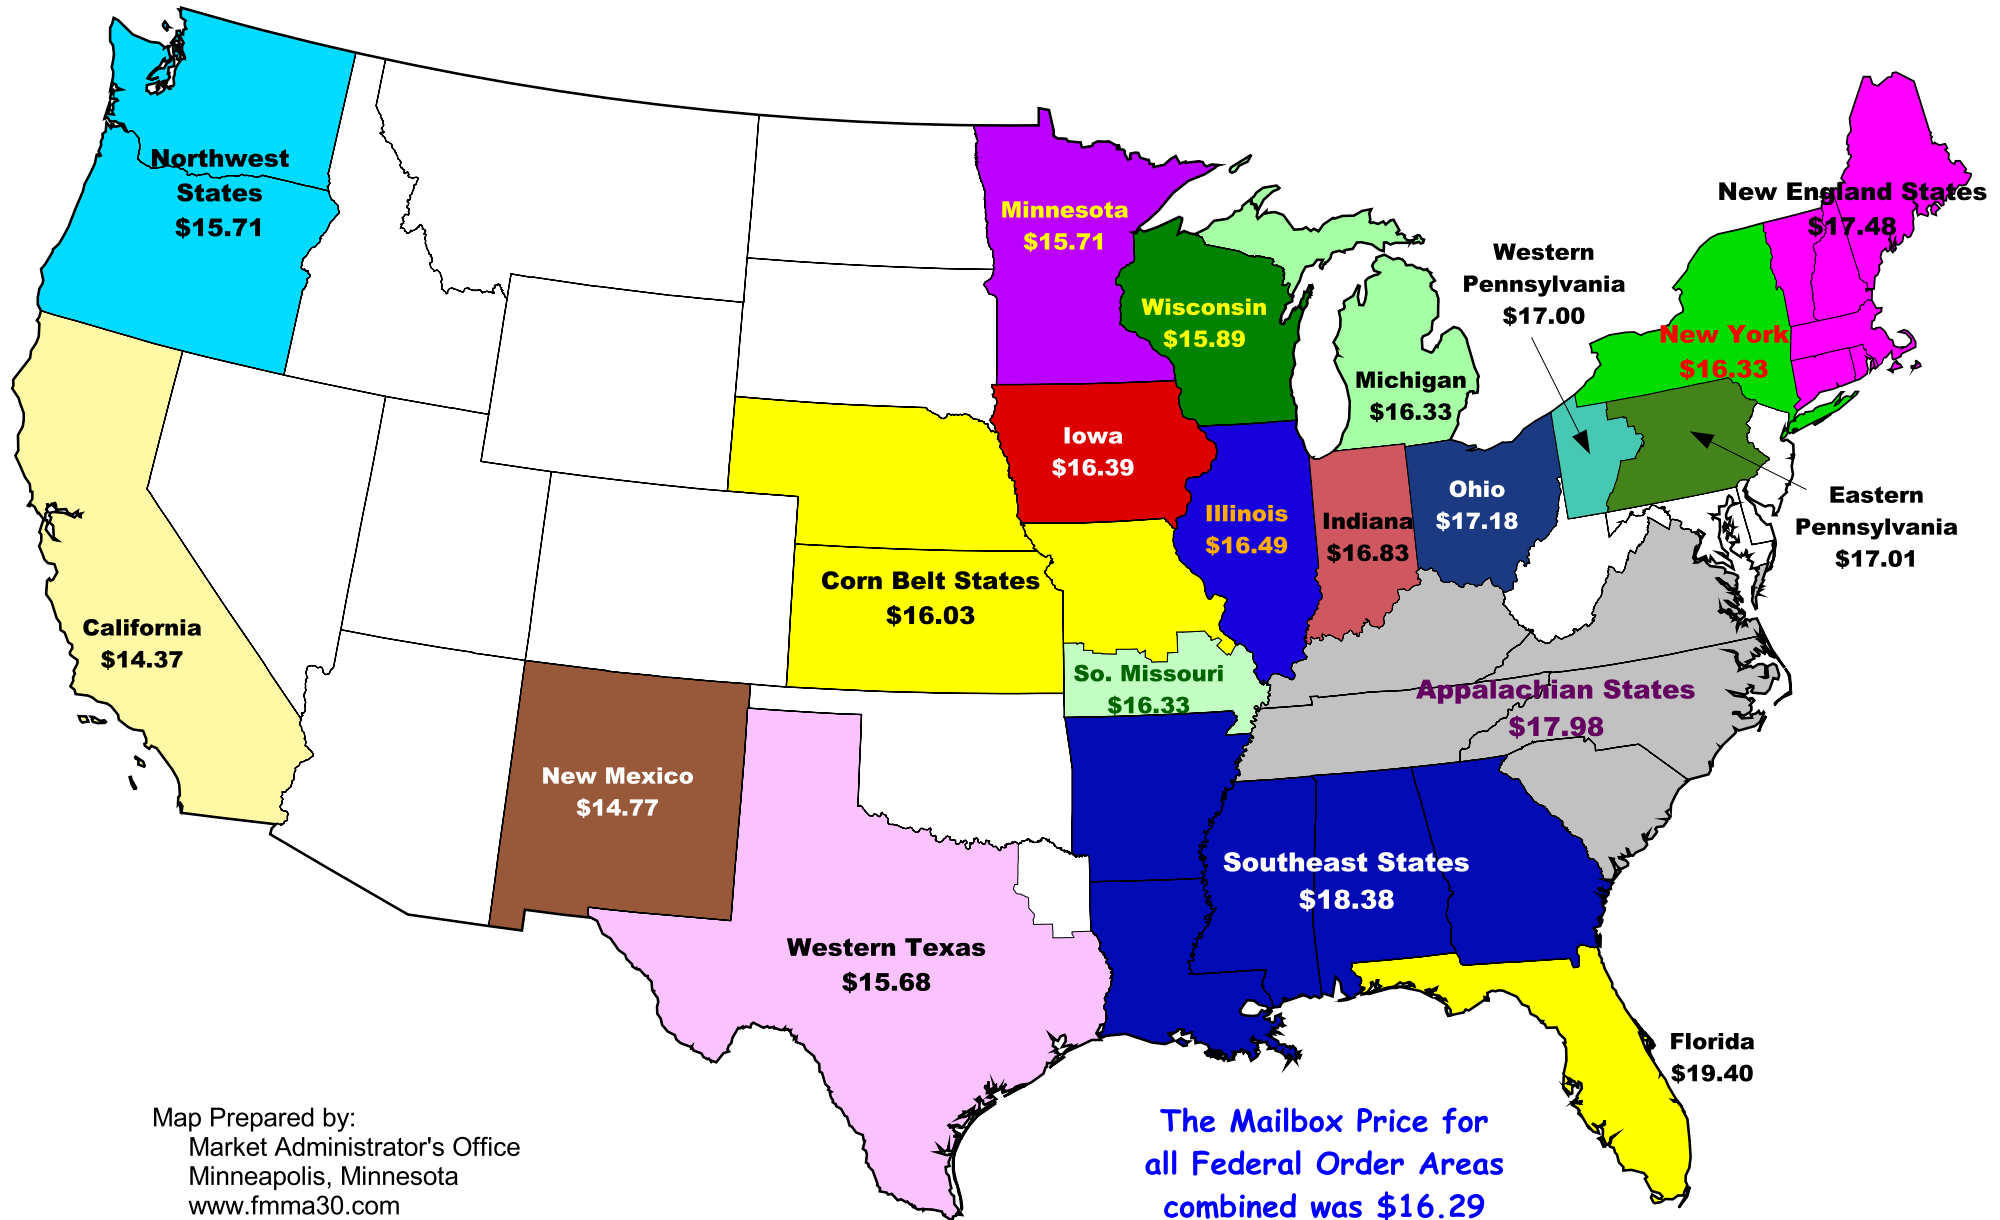 Northwest
States
$15.71
Minnesota
$15.71
New England States
$17.48
Western
Pennsylvania
$17.00
Wisconsin
$15.89
New York
$16.33
Michigan
$16.33
Iowa
$16.39
Ohio
$17.18
Eastern
Pennsylvania
$17.01
Illinois
$16.49
Indiana
$16.83
Corn Belt States
$16.03
California
$14.37
So. Missouri
$16.33
Appalachian States
$17.98
New Mexico
$14.77
Southeast States
$18.38
Western Texas
$15.68
Florida
$19.40
Map Prepared by:
Market Administrator's Office
Minneapolis, Minnesota
www.fmma30.com
The Mailbox Price for
all Federal Order Areas
combined was $16.29